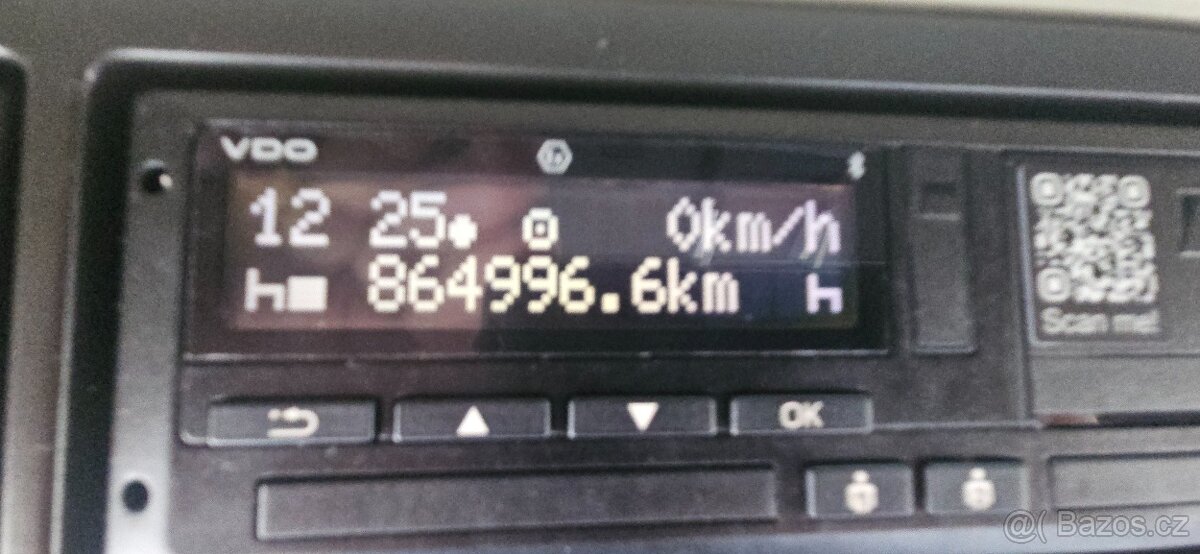 VDO
12 25 0km/h
864996.6km
Scan me!
OK
@( Bazos.cz